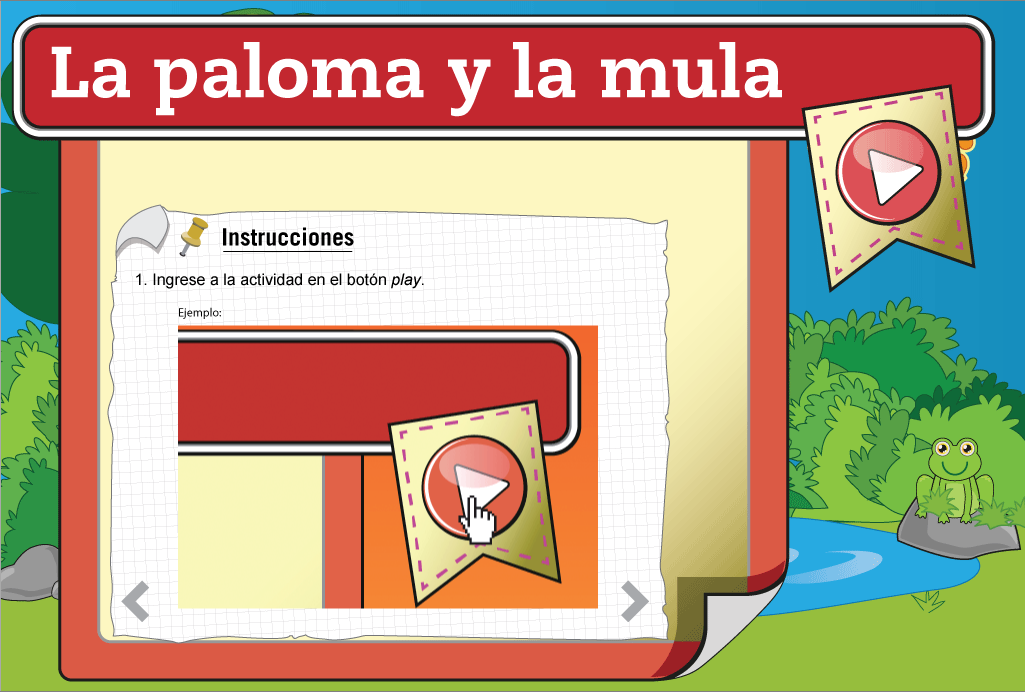 La paloma y la mula
Instrucciones
1. Ingrese a la actividad en el botón play.
Ejemplo: